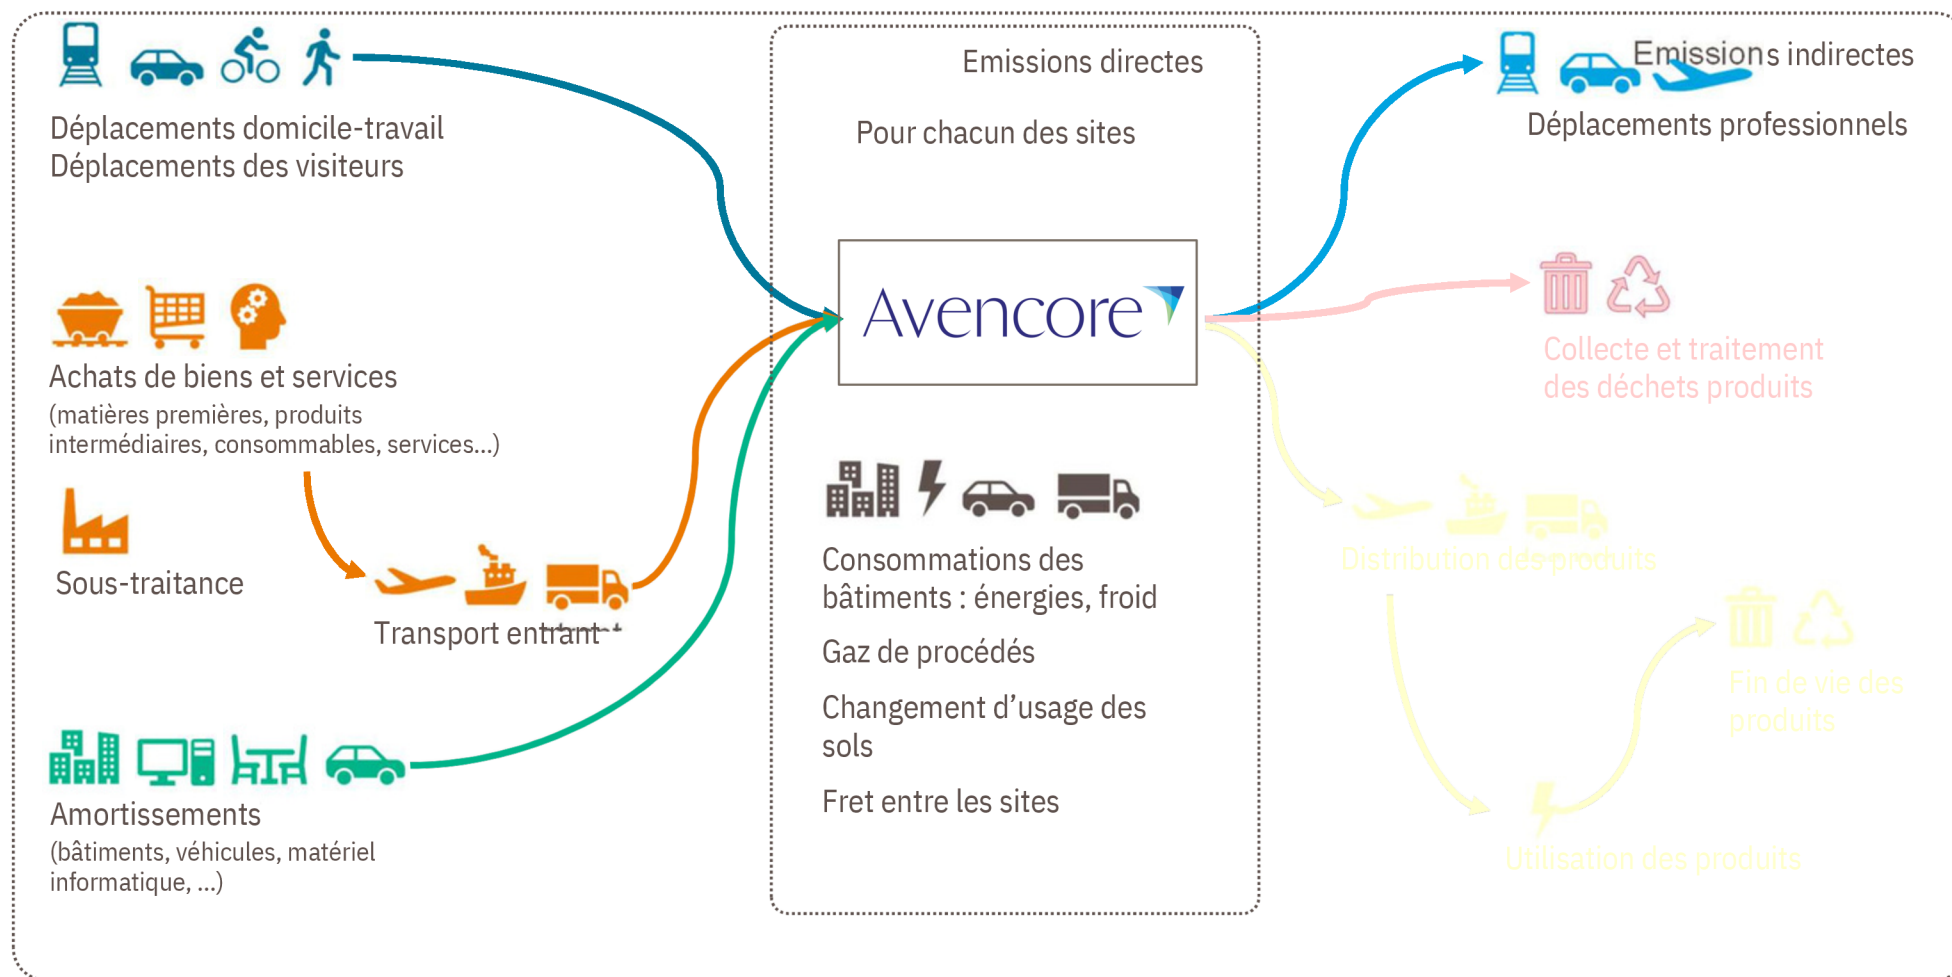 Déplacements domicile-travail
Déplacements des visiteurs
Achats de biens et services
(matières premières, produits
intermédiaires, consommables, services...)
Sous-traitance
Transport entrant
Amortissements
(bâtiments, véhicules, matériel
informatique, ...)
Emissions directes
Pour chacun des sites
Avencore
Consommations des
bâtiments : énergies, froid
Gaz de procédés
Changement d’usage des
sols
Fret entre les sites
Emissions indirectes
Déplacements professionnels
Collecte et traitement
des déchets produits
Distribution des produits
Fin de vie des
produits
Utilisation des produits